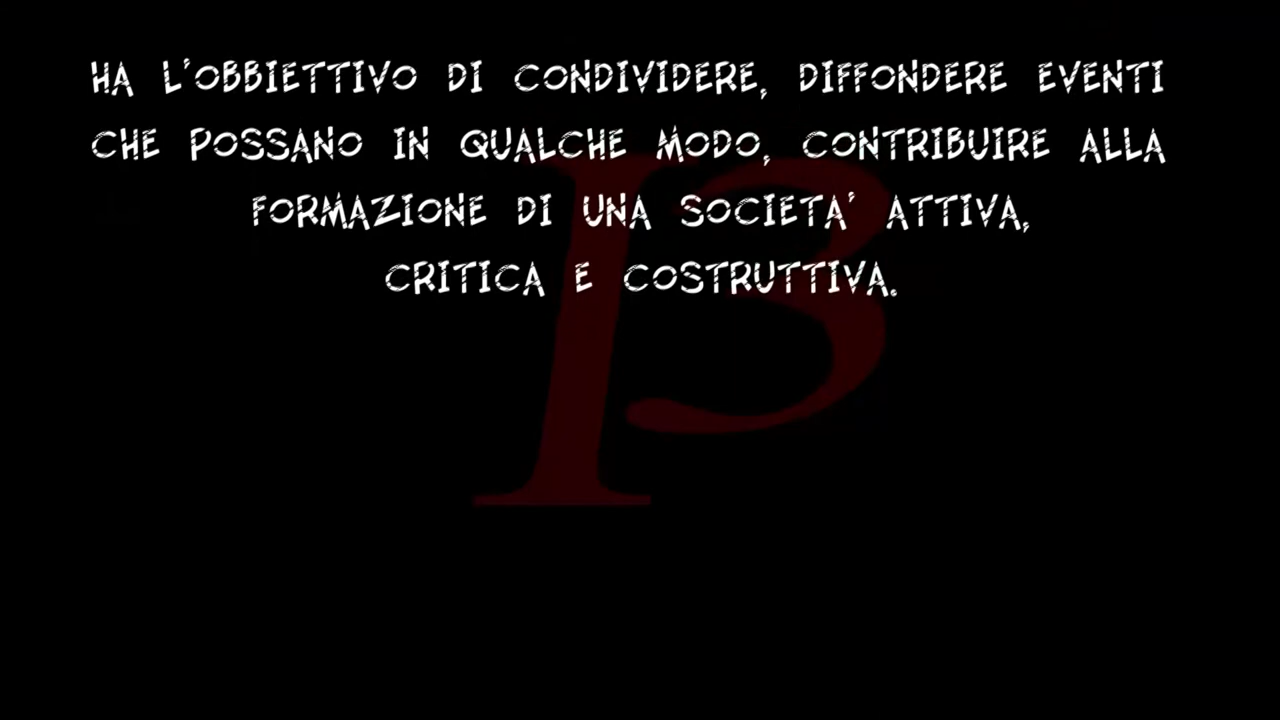 HA L'OBBIETTIVO DI CONDIVIDERE, DIFFONDERE EVENTI
CHE POSSANO IN QUALCHE MODO, CONTRIBUIRE ALLA
FORMAZIONE DI UNA SOCIETA' ATTIVA,
CRITICA E COSTRUTTIVA.